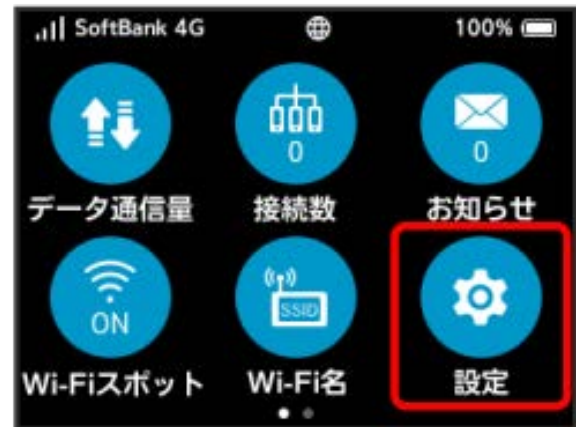 SoftBank 4G 100%
0 0
データ通信量 接続数 お知らせ
ON SSID
Wi-Fiスポット Wi-Fi名 設定